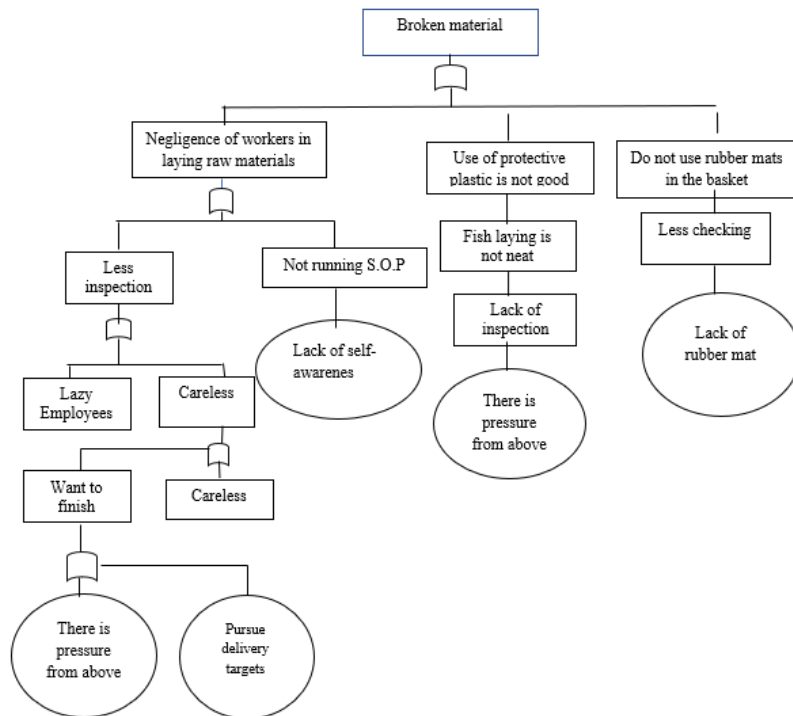 Broken material
Negligence of workers in
laying raw materials
Use of protective
plastic is not good
Do not use rubber mats
in the basket
Less
inspection
Not running S.O.P
Fish laying is
not neat
Less checking
Lack of self-
awarenes
Lack of
inspection
Lack of
rubber mat
Lazy
Employees
Careless
There is
pressure
from above
Want to
finish
Careless
There is
pressure
from above
Pursue
delivery
targets